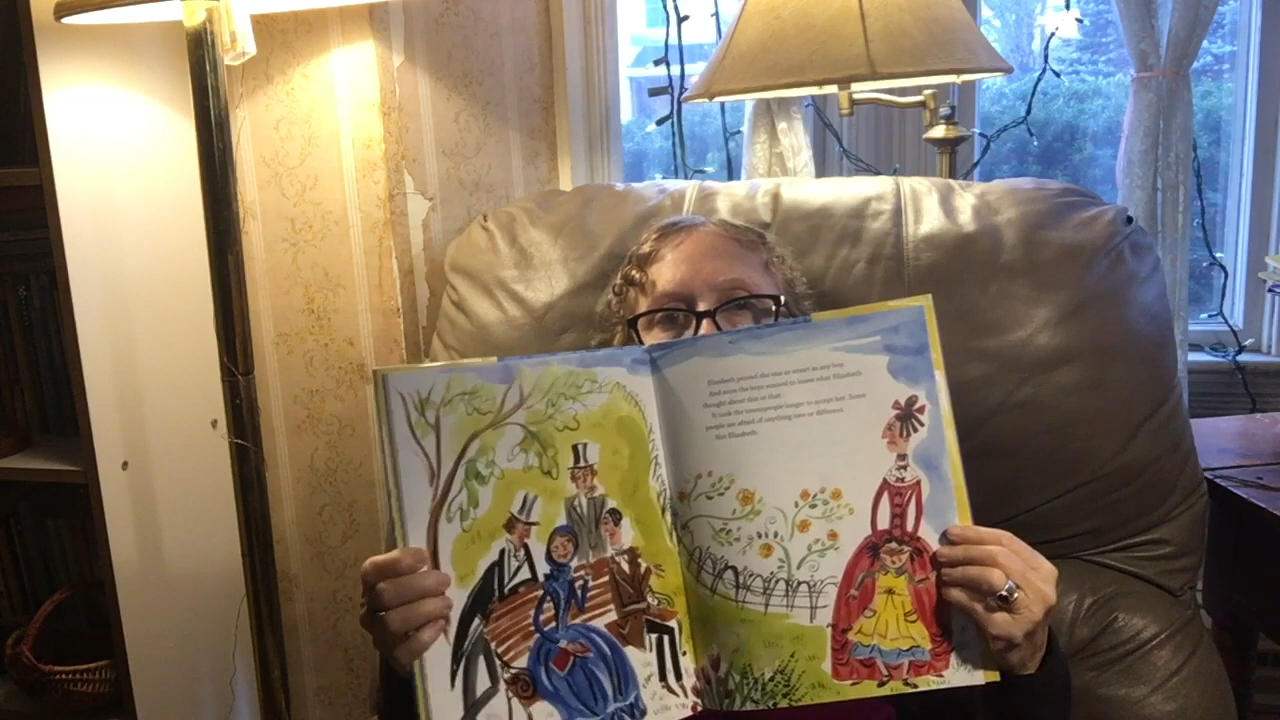 Elizabeth proved she was as smart as any boy.
And soon the boys wanted to know what Elizabeth
thought about this or that.
It took the townspeople longer to accept her. Some
people are afraid of anything new or different.
Not Elizabeth.